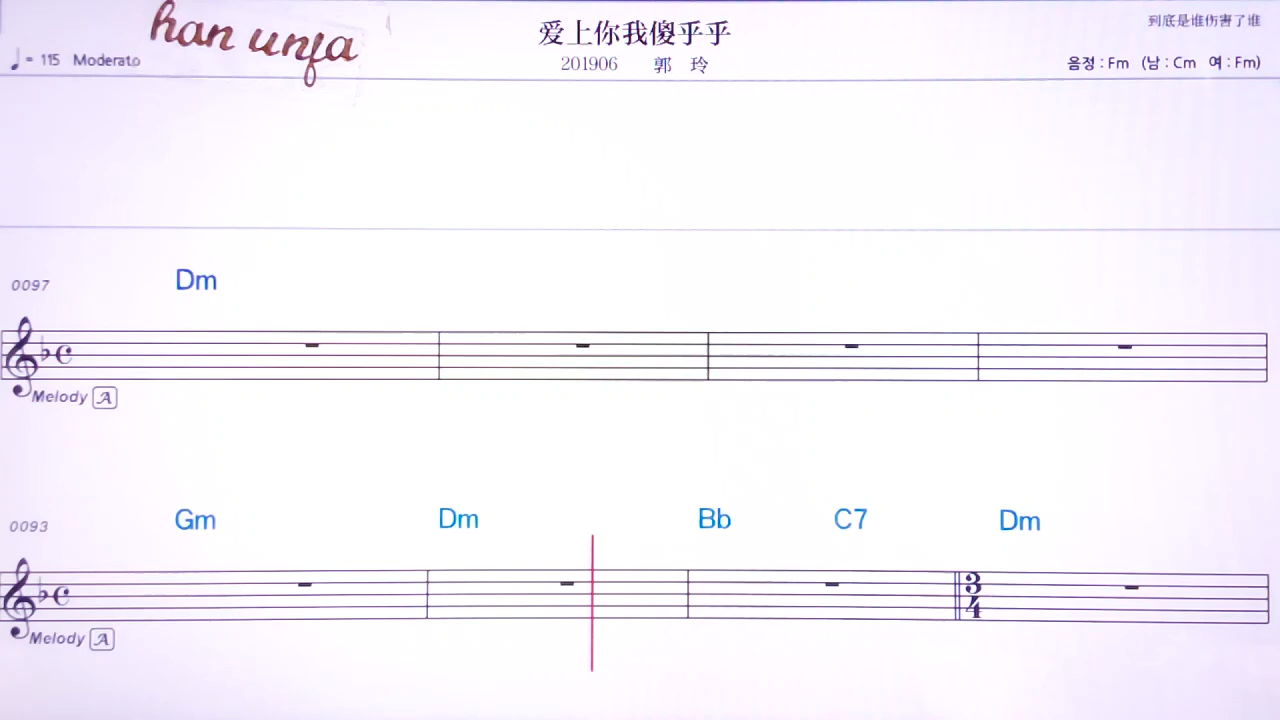 han unja
爱上你我傻乎乎
到底是谁伤害了谁
♩= 115 Moderato
201906 郭 玲
음정 : Fm (남 : Cm 여 : Fm)
0097
Dm
Melody A
0093
Gm Dm Bb C7 Dm
3
4
Melody A